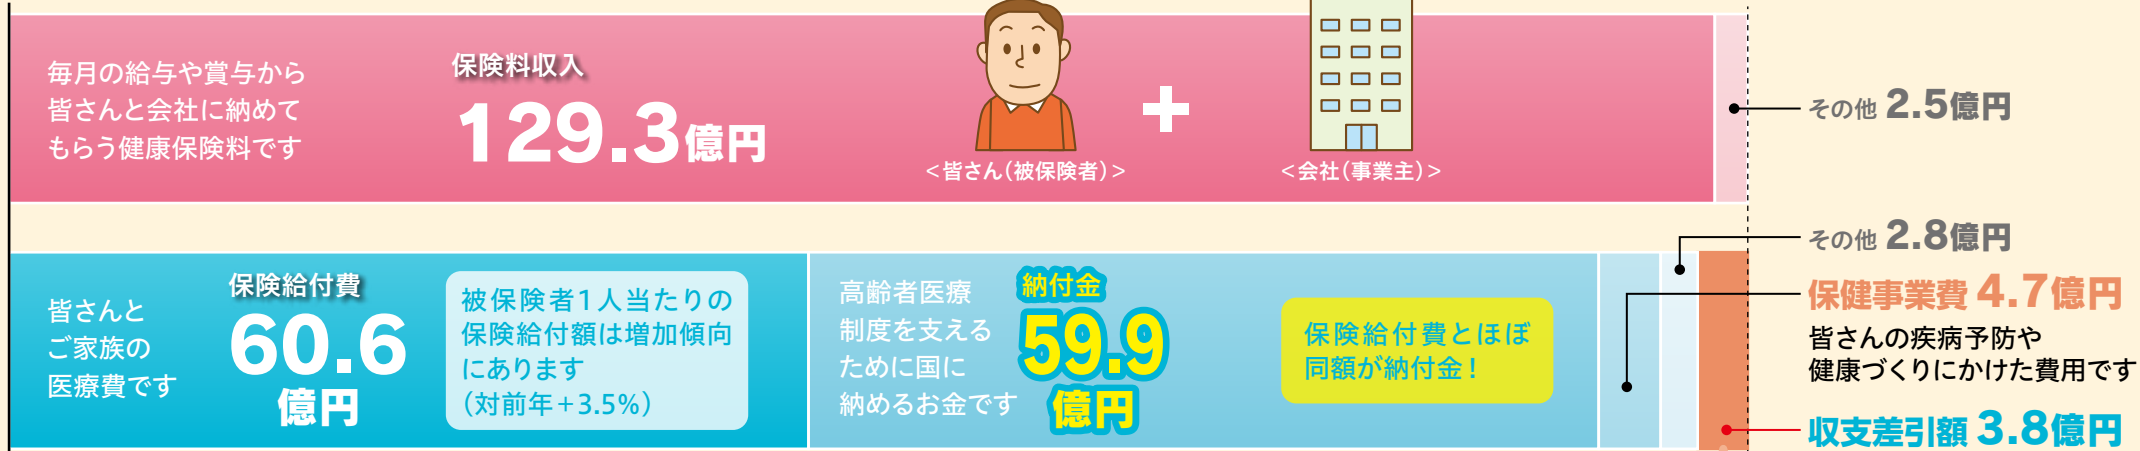 毎月の給与や賞与から
皆さんと会社に納めて
もらう健康保険料です
保険料収入
129.3億円
+
<皆さん(被保険者)>
<会社(事業主)>
その他 2.5億円
皆さんと
ご家族の
医療費です
保険給付費
60.6
億円
被保険者1人当たりの
保険給付額は増加傾向
にあります
(対前年+3.5%)
高齢者医療
制度を支える
ために国に
納めるお金です
納付金
59.9
億円
保険給付費とほぼ
同額が納付金!
その他 2.8億円
保健事業費 4.7億円
皆さんの疾病予防や
健康づくりにかけた費用です
収支差引額 3.8億円